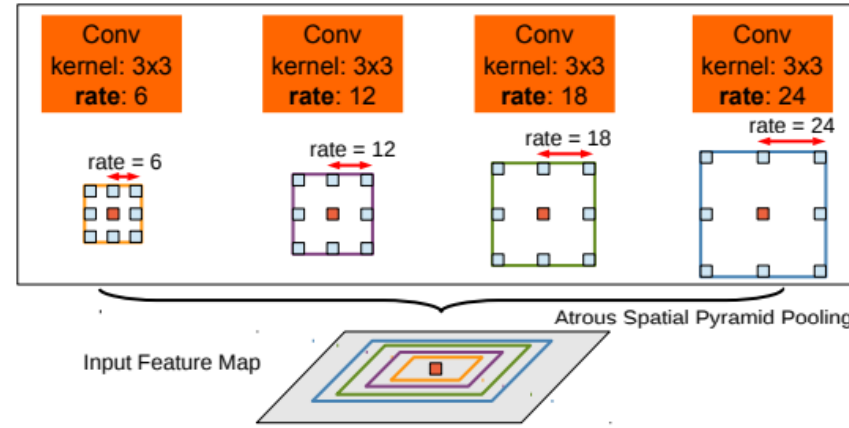 Conv
kernel: 3x3
rate: 6
Conv
kernel: 3x3
rate: 12
Conv
kernel: 3x3
rate: 18
Conv
kernel: 3x3
rate: 24
rate = 6
rate = 12
rate = 18
rate = 24
Atrous Spatial Pyramid Pooling
Input Feature Map